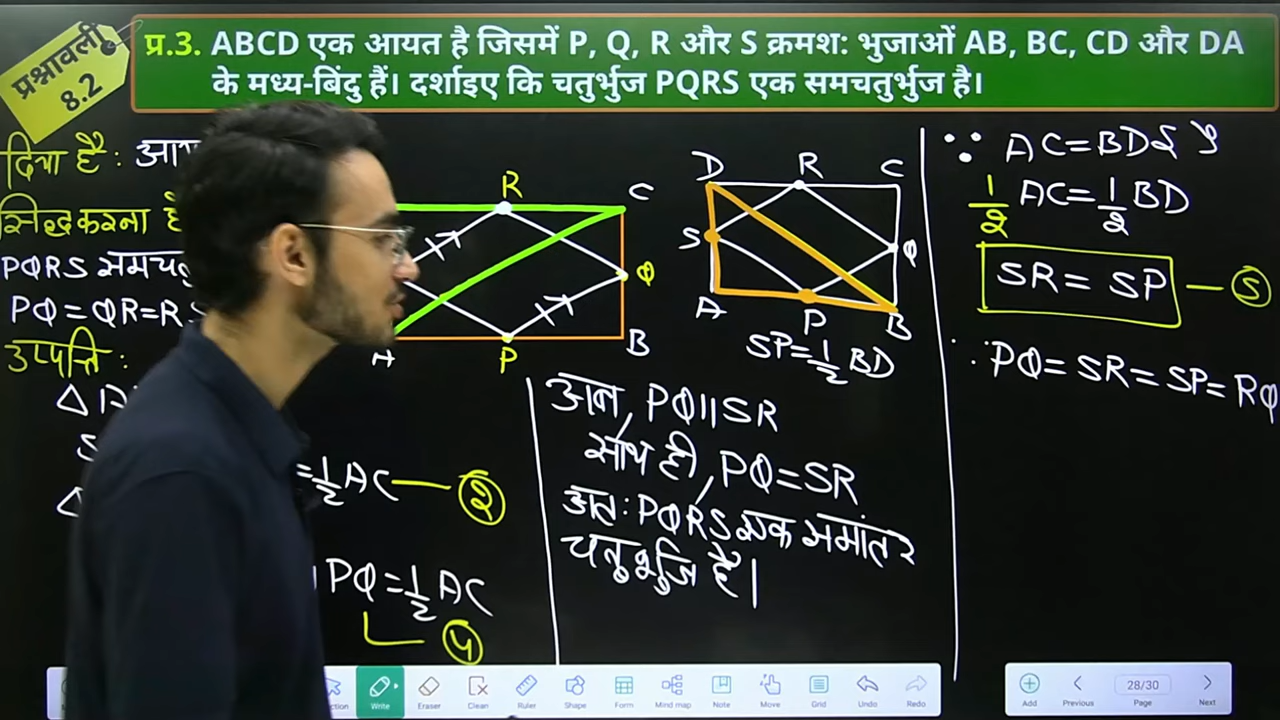 प्रश्नावली
8.2
प्र.3. ABCD एक आयत है जिसमें P, Q, R और S क्रमश: भुजाओं AB, BC, CD और DA
के मध्य-बिंदु हैं। दर्शाइए कि चतुर्भुज PQRS एक समचतुर्भुज है।
दिया है:
सिद्ध करना
PQRS
PQ=QR=R
उपपत्ति:
=1/2 AC — 2
PQ=1/2 AC
4
R
C
Q
B
P
D
R
C
S
Q
A
P
B
SP=1/2 BD
अत, PQ||SR
साथ ही, PQ=SR
अत: PQRS एक समांतर
चतुर्भुज है।
∵ AC=BD
1/2 AC=1/2 BD
SR = SP — 5
PQ= SR= SP= RQ
Write
Eraser
Clean
Ruler
Shape
Form
Mind map
Note
Move
Grid
Undo
Redo
Add
Previous
28/30
Page
Next